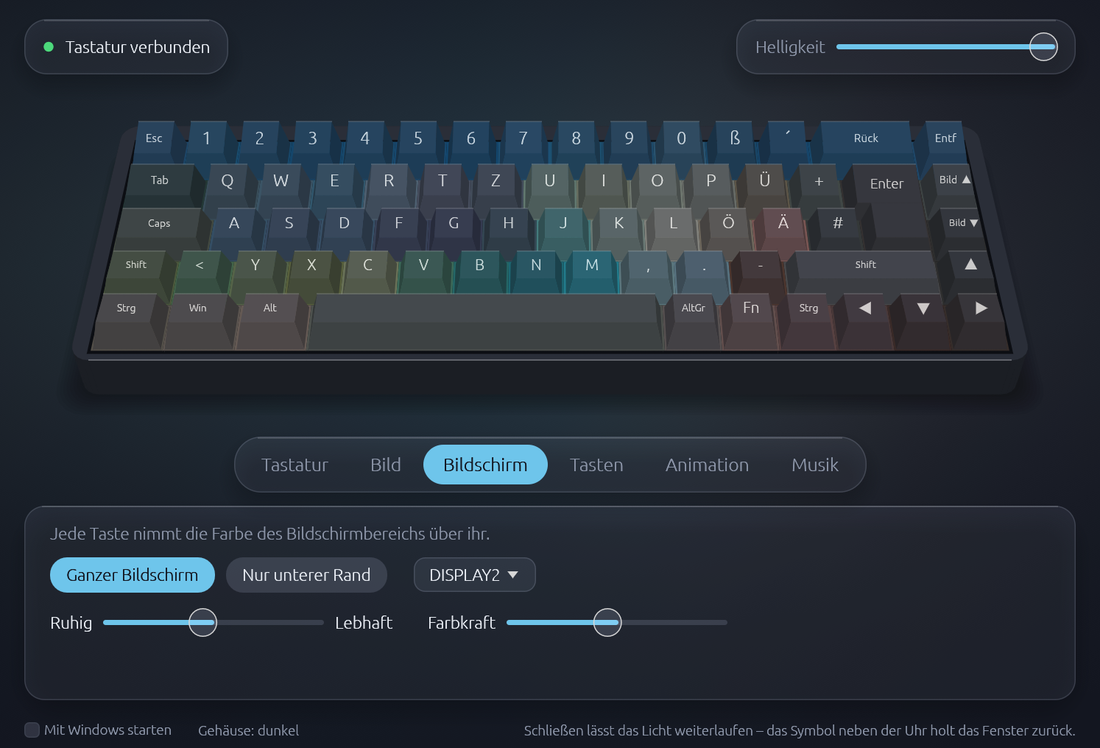 Tastatur verbunden
Helligkeit
Esc 1 2 3 4 5 6 7 8 9 0 ß ´ Rück Entf
Tab Q W E R T Z U I O P Ü + Enter Bild ▲
Caps A S D F G H J K L Ö Ä # Bild ▼
Shift < Y X C V B N M , . - Shift ▲
Strg Win Alt AltGr Fn Strg ◀ ▼ ▶
Tastatur Bild Bildschirm Tasten Animation Musik
Jede Taste nimmt die Farbe des Bildschirmbereichs über ihr.
Ganzer Bildschirm Nur unterer Rand DISPLAY2 ▼
Ruhig Lebhaft Farbkraft
Mit Windows starten Gehäuse: dunkel Schließen lässt das Licht weiterlaufen – das Symbol neben der Uhr holt das Fenster zurück.